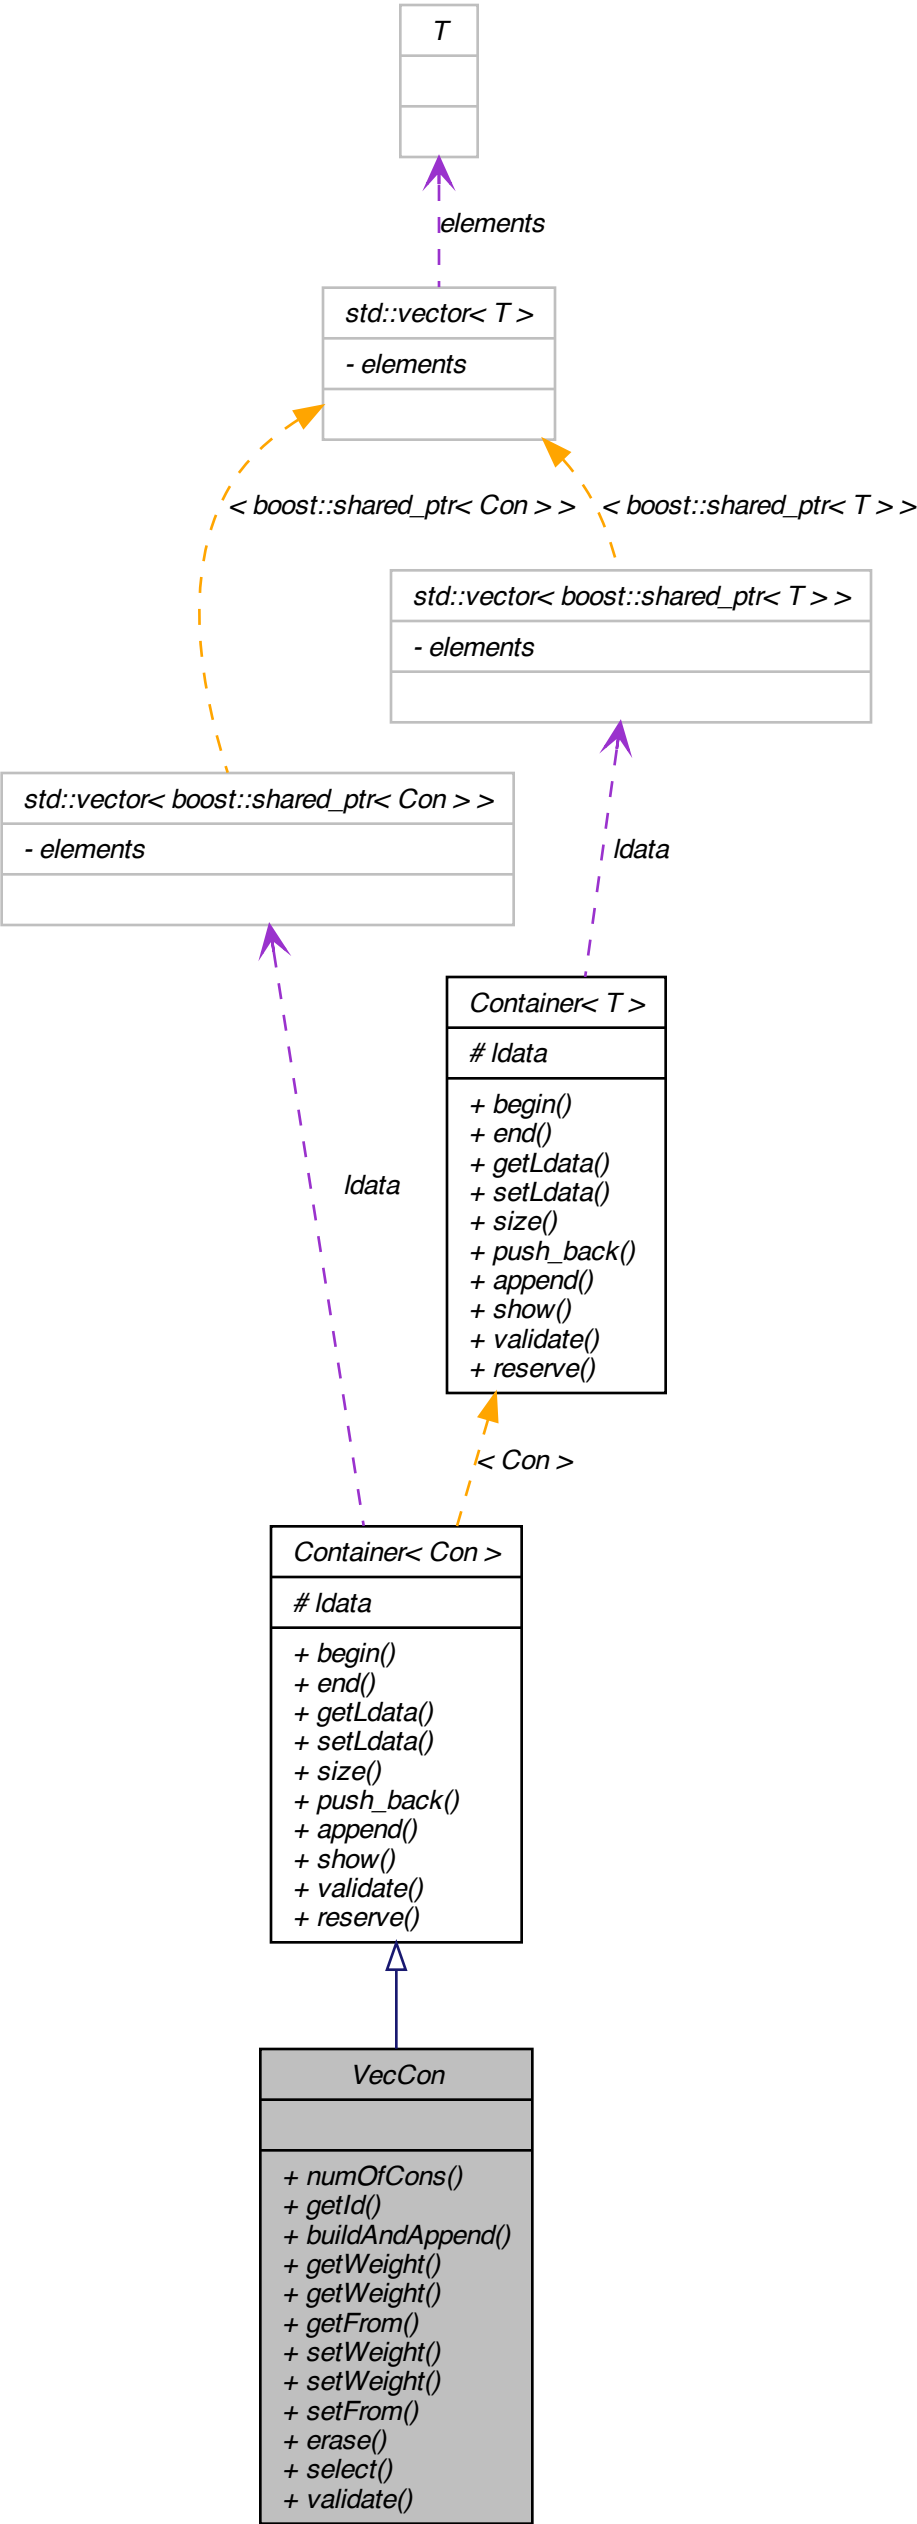 T
elements
std::vector< T >
- elements
< boost::shared_ptr< Con > >
< boost::shared_ptr< T > >
std::vector< boost::shared_ptr< T > >
- elements
std::vector< boost::shared_ptr< Con > >
- elements
ldata
Container< T >
# ldata
+ begin()
+ end()
+ getLdata()
+ setLdata()
+ size()
+ push_back()
+ append()
+ show()
+ validate()
+ reserve()
ldata
< Con >
Container< Con >
# ldata
+ begin()
+ end()
+ getLdata()
+ setLdata()
+ size()
+ push_back()
+ append()
+ show()
+ validate()
+ reserve()
VecCon
+ numOfCons()
+ getId()
+ buildAndAppend()
+ getWeight()
+ getWeight()
+ getFrom()
+ setWeight()
+ setWeight()
+ setFrom()
+ erase()
+ select()
+ validate()